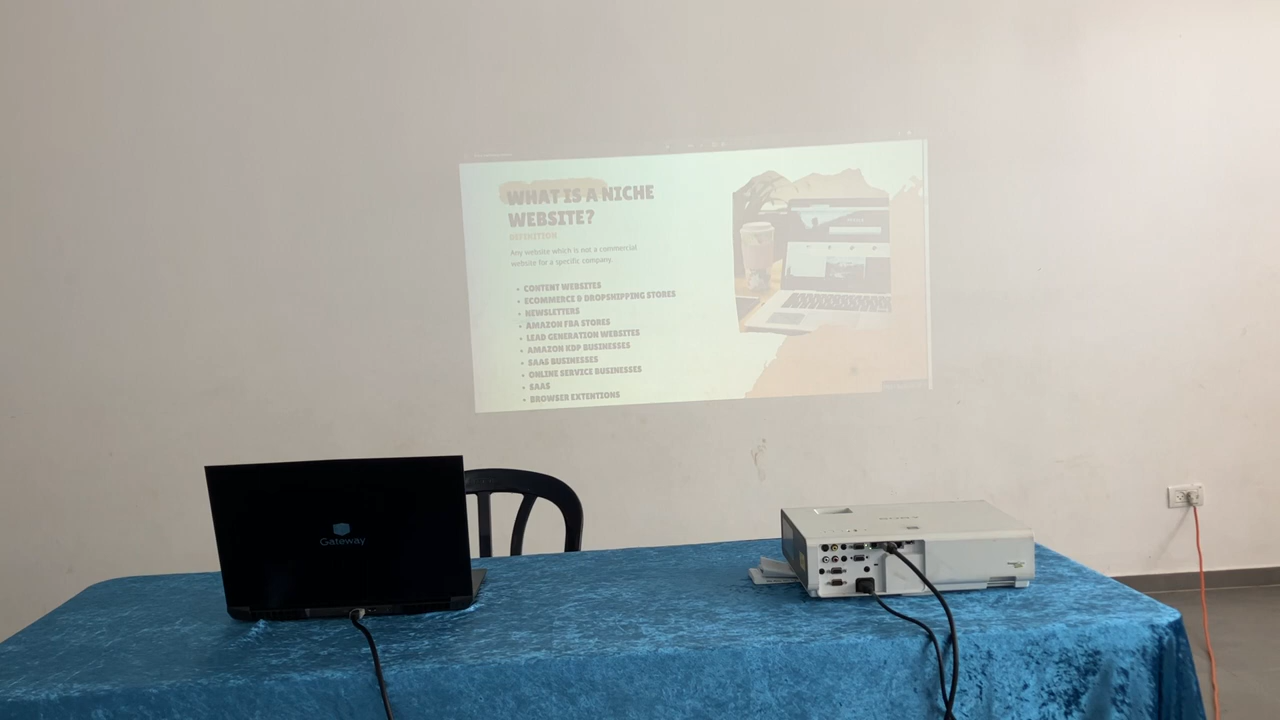 WHAT IS A NICHE
WEBSITE?
DEFINITION
Any website which is not a commercial
website for a specific company.
• CONTENT WEBSITES
• ECOMMERCE & DROPSHIPPING STORES
• NEWSLETTERS
• AMAZON FBA STORES
• LEAD GENERATION WEBSITES
• AMAZON KDP BUSINESSES
• SAAS BUSINESSES
• ONLINE SERVICE BUSINESSES
• SAAS
• BROWSER EXTENTIONS
Gateway
SONY